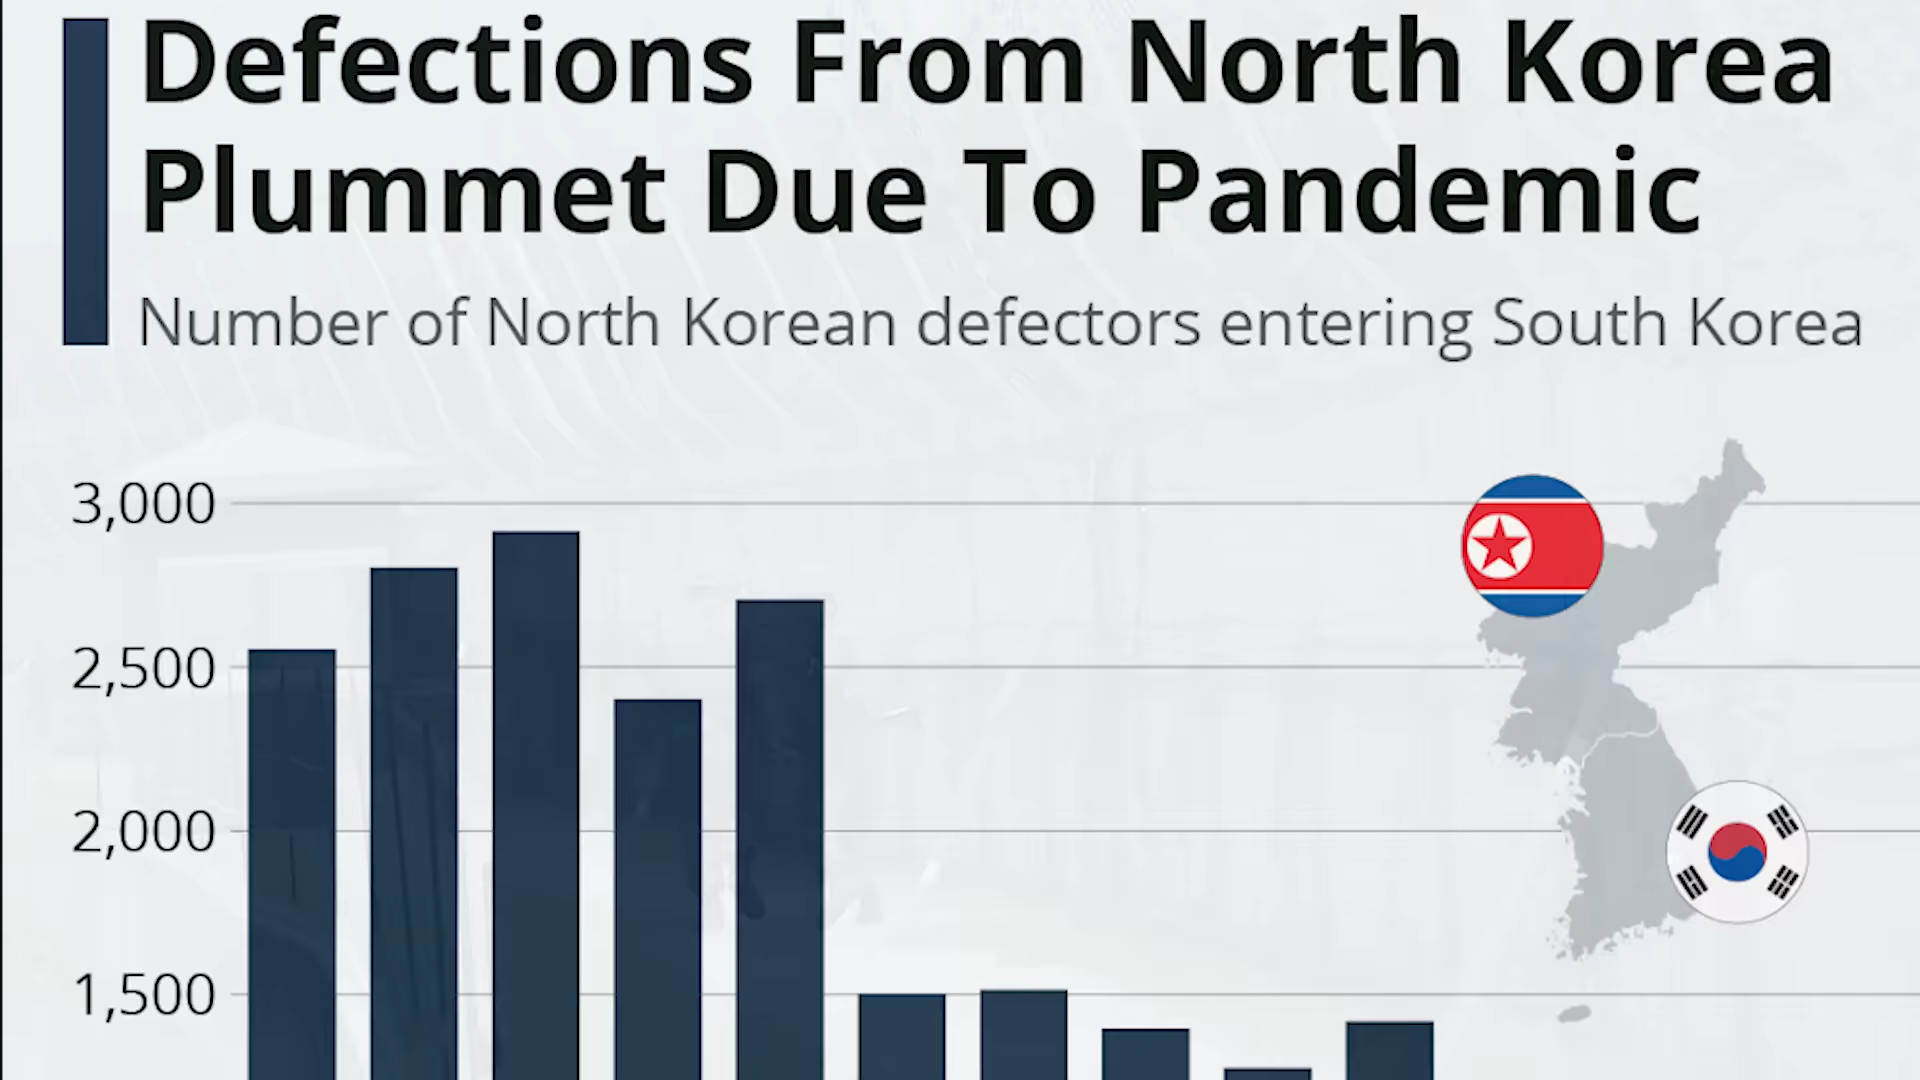 Defections From North Korea
Plummet Due To Pandemic
Number of North Korean defectors entering South Korea
3,000
2,500
2,000
1,500